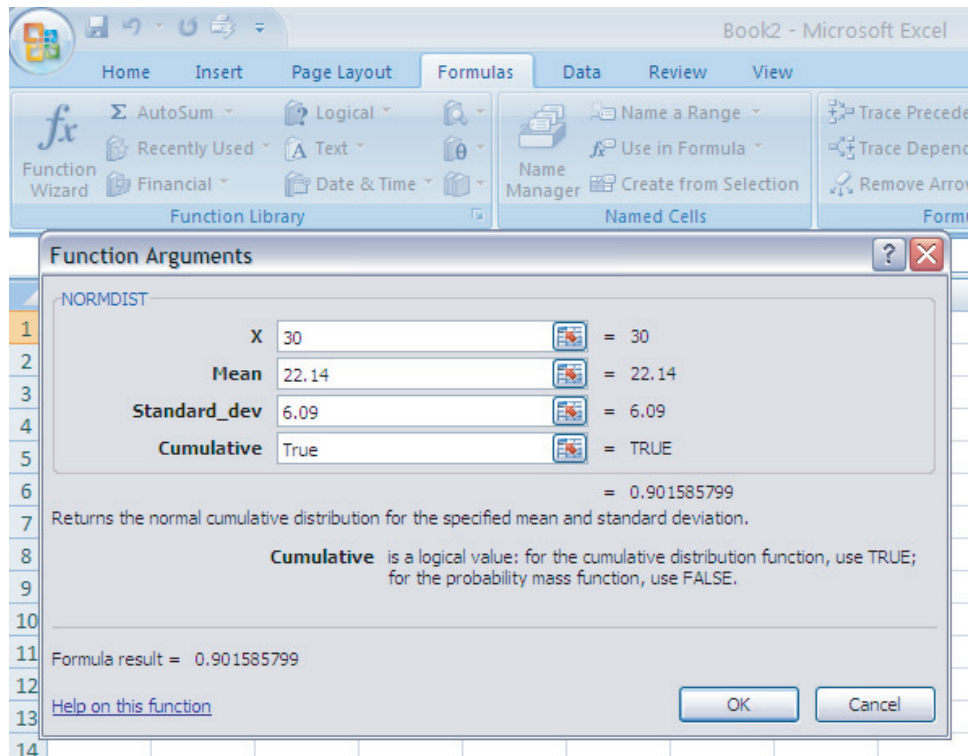 Book2 - Microsoft Excel
Home Insert Page Layout Formulas Data Review View
fx Function Wizard
Σ AutoSum
Recently Used
Financial
Logical
A Text
Date & Time
θ
Function Library
Name Manager
Name a Range
Use in Formula
Create from Selection
Named Cells
Trace Precede
Trace Depend
Remove Arrow
Formu
Function Arguments ?
NORMDIST
X 30 = 30
Mean 22.14 = 22.14
Standard_dev 6.09 = 6.09
Cumulative True = TRUE
= 0.901585799
Returns the normal cumulative distribution for the specified mean and standard deviation.
Cumulative is a logical value: for the cumulative distribution function, use TRUE;
for the probability mass function, use FALSE.
Formula result = 0.901585799
Help on this function OK Cancel
1
2
3
4
5
6
7
8
9
10
11
12
13
14